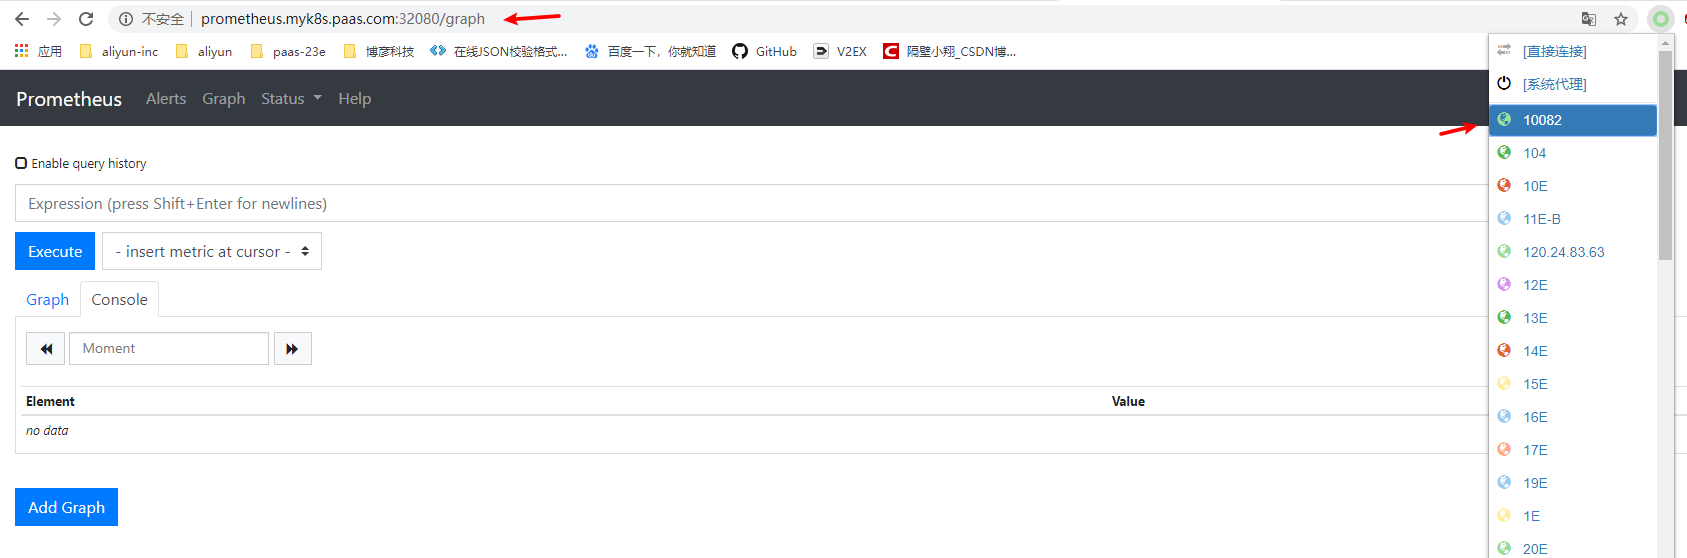 不安全 prometheus.myk8s.paas.com:32080/graph
应用 aliyun-inc aliyun paas-23e 博彦科技 在线JSON校验格式... 百度一下，你就知道 GitHub V2EX 隔壁小翔_CSDN博...
Prometheus Alerts Graph Status Help
Enable query history
Expression (press Shift+Enter for newlines)
Execute - insert metric at cursor -
Graph Console
Moment
Element Value
no data
Add Graph
[直接连接]
[系统代理]
10082
104
10E
11E-B
120.24.83.63
12E
13E
14E
15E
16E
17E
19E
1E
20E